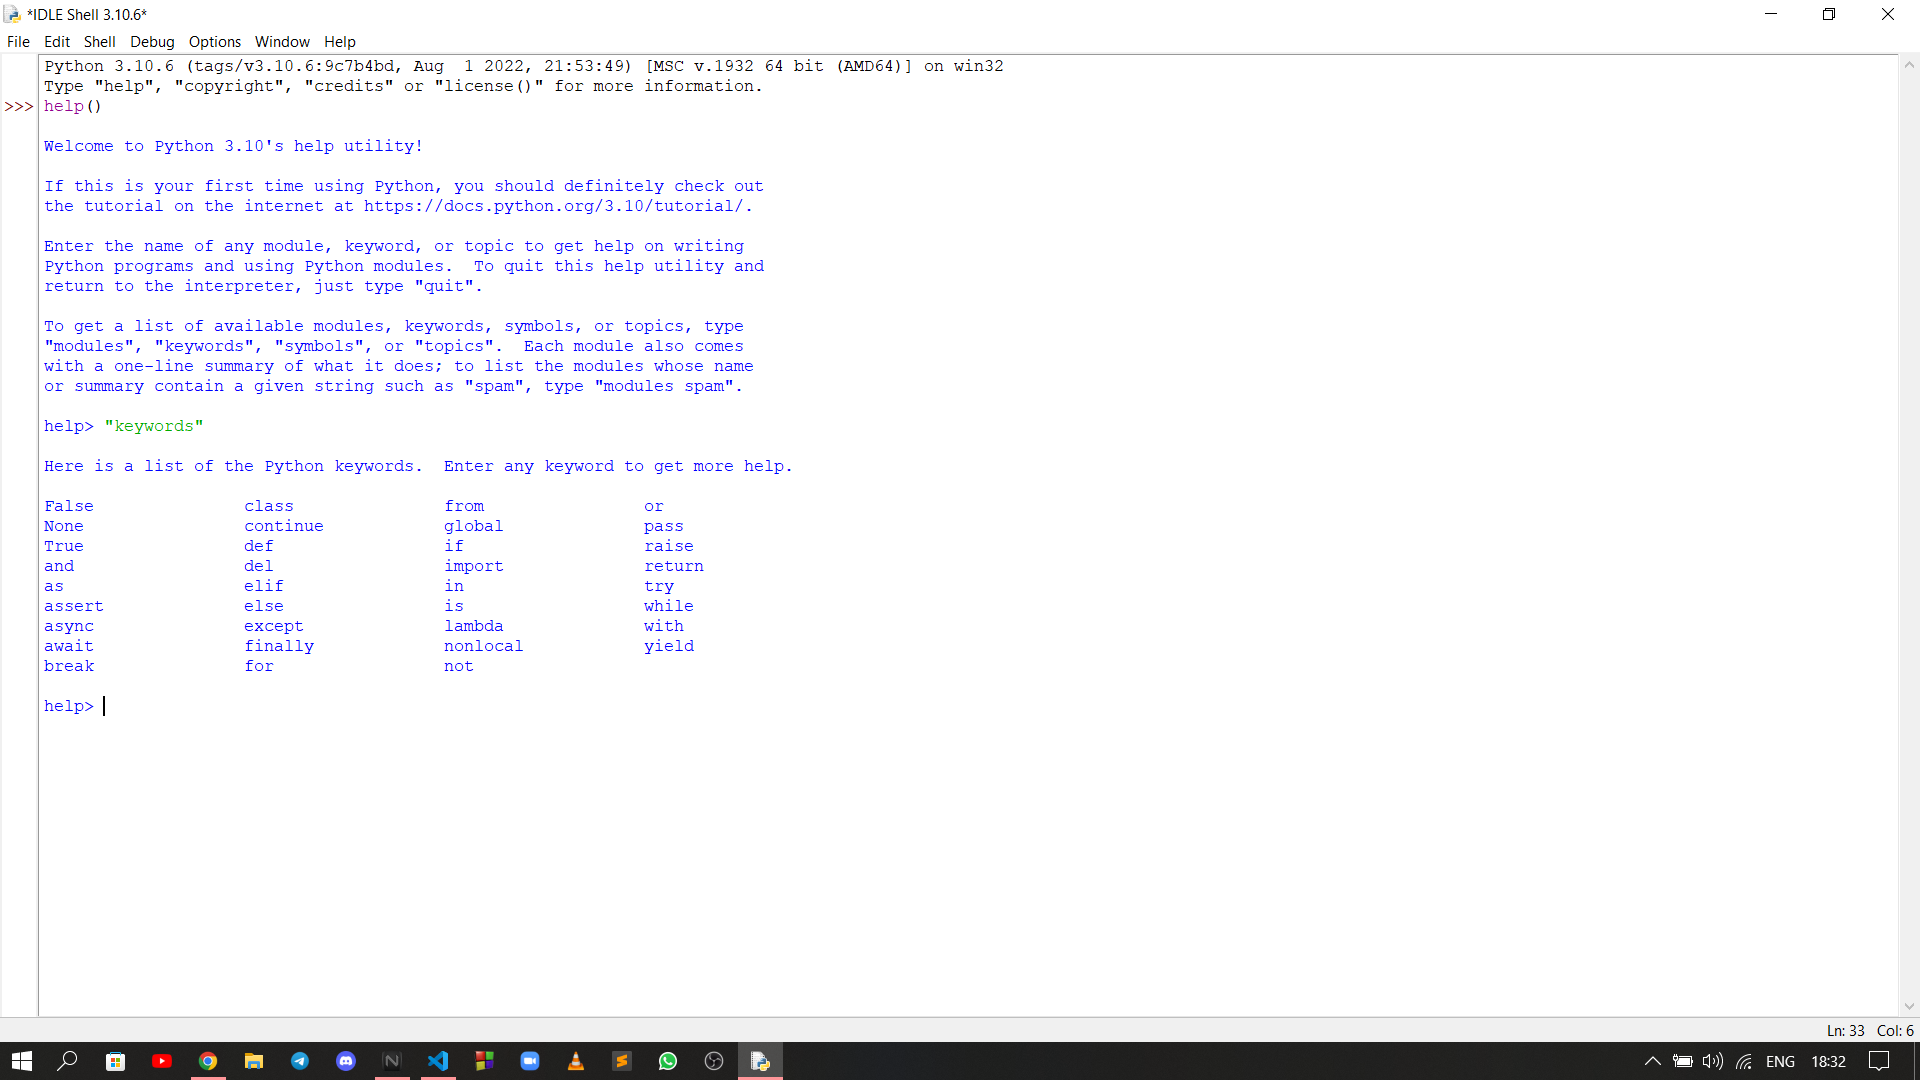 *IDLE Shell 3.10.6*
File Edit Shell Debug Options Window Help
Python 3.10.6 (tags/v3.10.6:9c7b4bd, Aug  1 2022, 21:53:49) [MSC v.1932 64 bit (AMD64)] on win32
Type "help", "copyright", "credits" or "license()" for more information.
>>> help()
Welcome to Python 3.10's help utility!
If this is your first time using Python, you should definitely check out
the tutorial on the internet at https://docs.python.org/3.10/tutorial/.
Enter the name of any module, keyword, or topic to get help on writing
Python programs and using Python modules.  To quit this help utility and
return to the interpreter, just type "quit".
To get a list of available modules, keywords, symbols, or topics, type
"modules", "keywords", "symbols", or "topics".  Each module also comes
with a one-line summary of what it does; to list the modules whose name
or summary contain a given string such as "spam", type "modules spam".
help> "keywords"
Here is a list of the Python keywords.  Enter any keyword to get more help.
False               class               from                or
None                continue            global              pass
True                def                 if                  raise
and                 del                 import              return
as                  elif                in                  try
assert              else                is                  while
async               except              lambda              with
await               finally             nonlocal            yield
break               for                 not
help>
Ln: 33 Col: 6
ENG 18:32